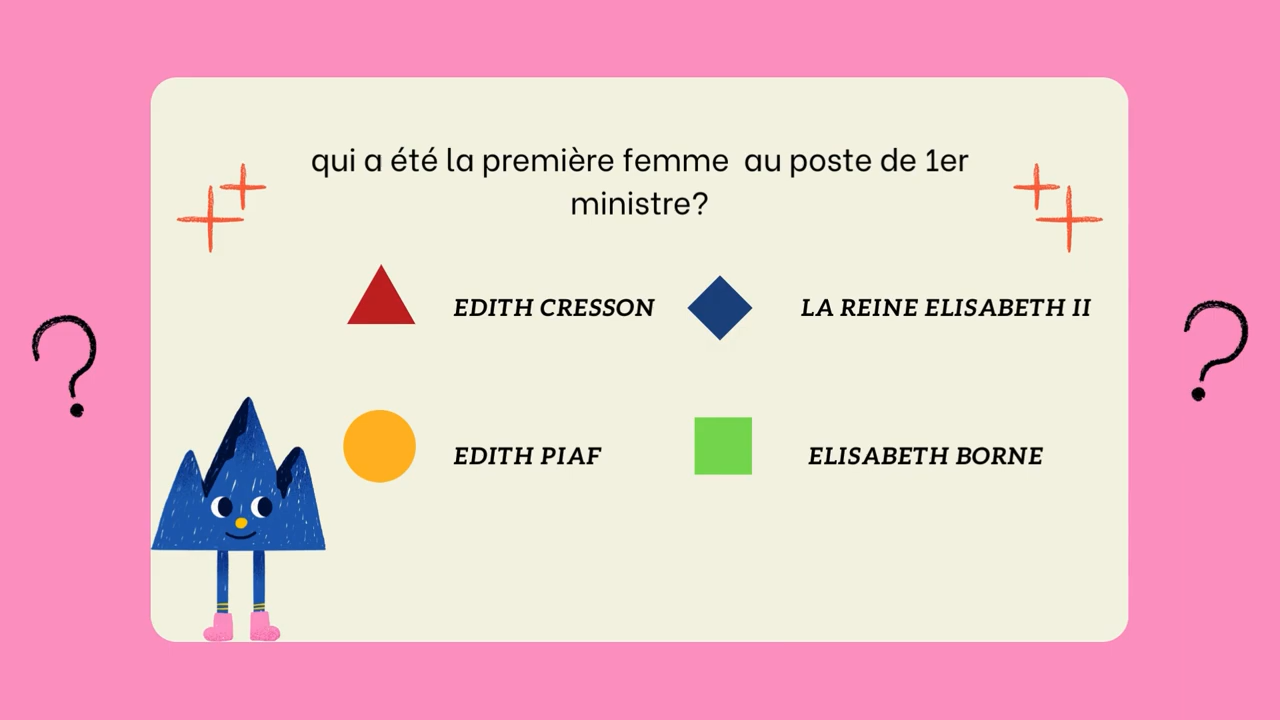 qui a été la première femme au poste de 1er
ministre?
EDITH CRESSON
LA REINE ELISABETH II
EDITH PIAF
ELISABETH BORNE